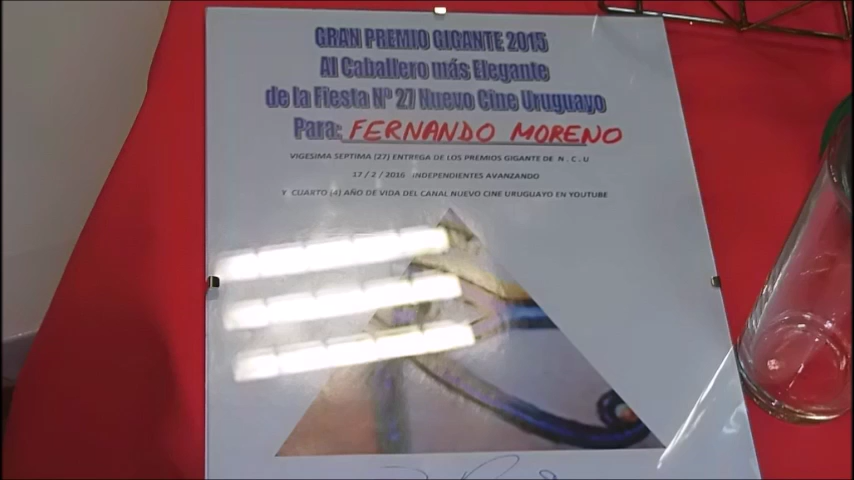 GRAN PREMIO GIGANTE 2015
Al Caballero más Elegante
de la Fiesta Nº 27 Nuevo Cine Uruguayo
Para: FERNANDO MORENO
VIGESIMA SEPTIMA (27) ENTREGA DE LOS PREMIOS GIGANTE DE N . C . U
17 / 2 / 2016 INDEPENDIENTES AVANZANDO
Y CUARTO (4) AÑO DE VIDA DEL CANAL NUEVO CINE URUGUAYO EN YOUTUBE